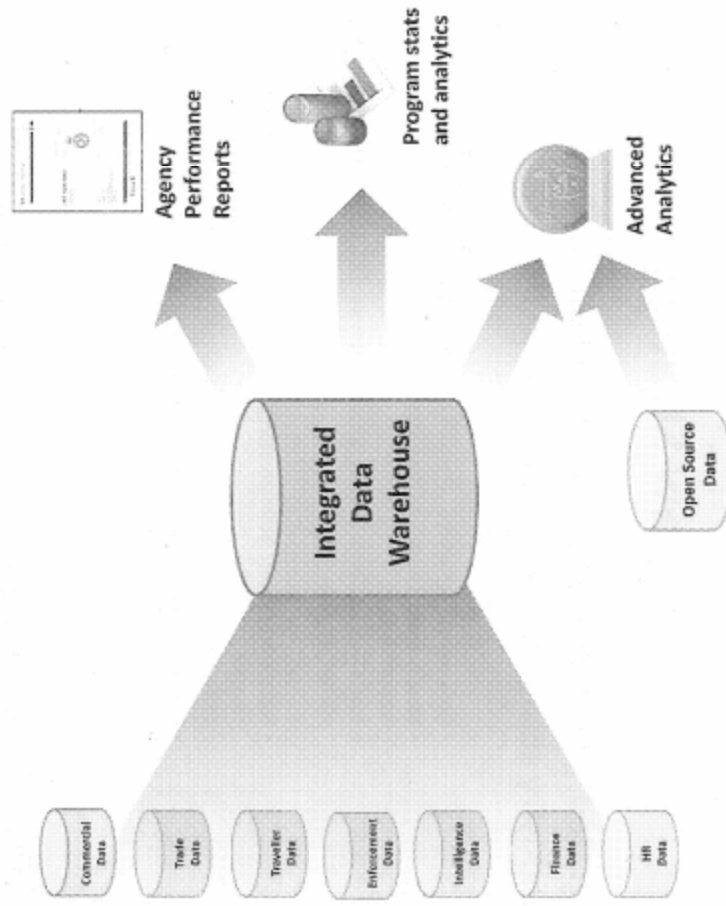 Commercial
Data
Trade
Data
Traveller
Data
Enforcement
Data
Intelligence
Data
Finance
Data
HR
Data
Integrated
Data
Warehouse
Open Source
Data
Agency
Performance
Reports
Program stats
and analytics
Advanced
Analytics